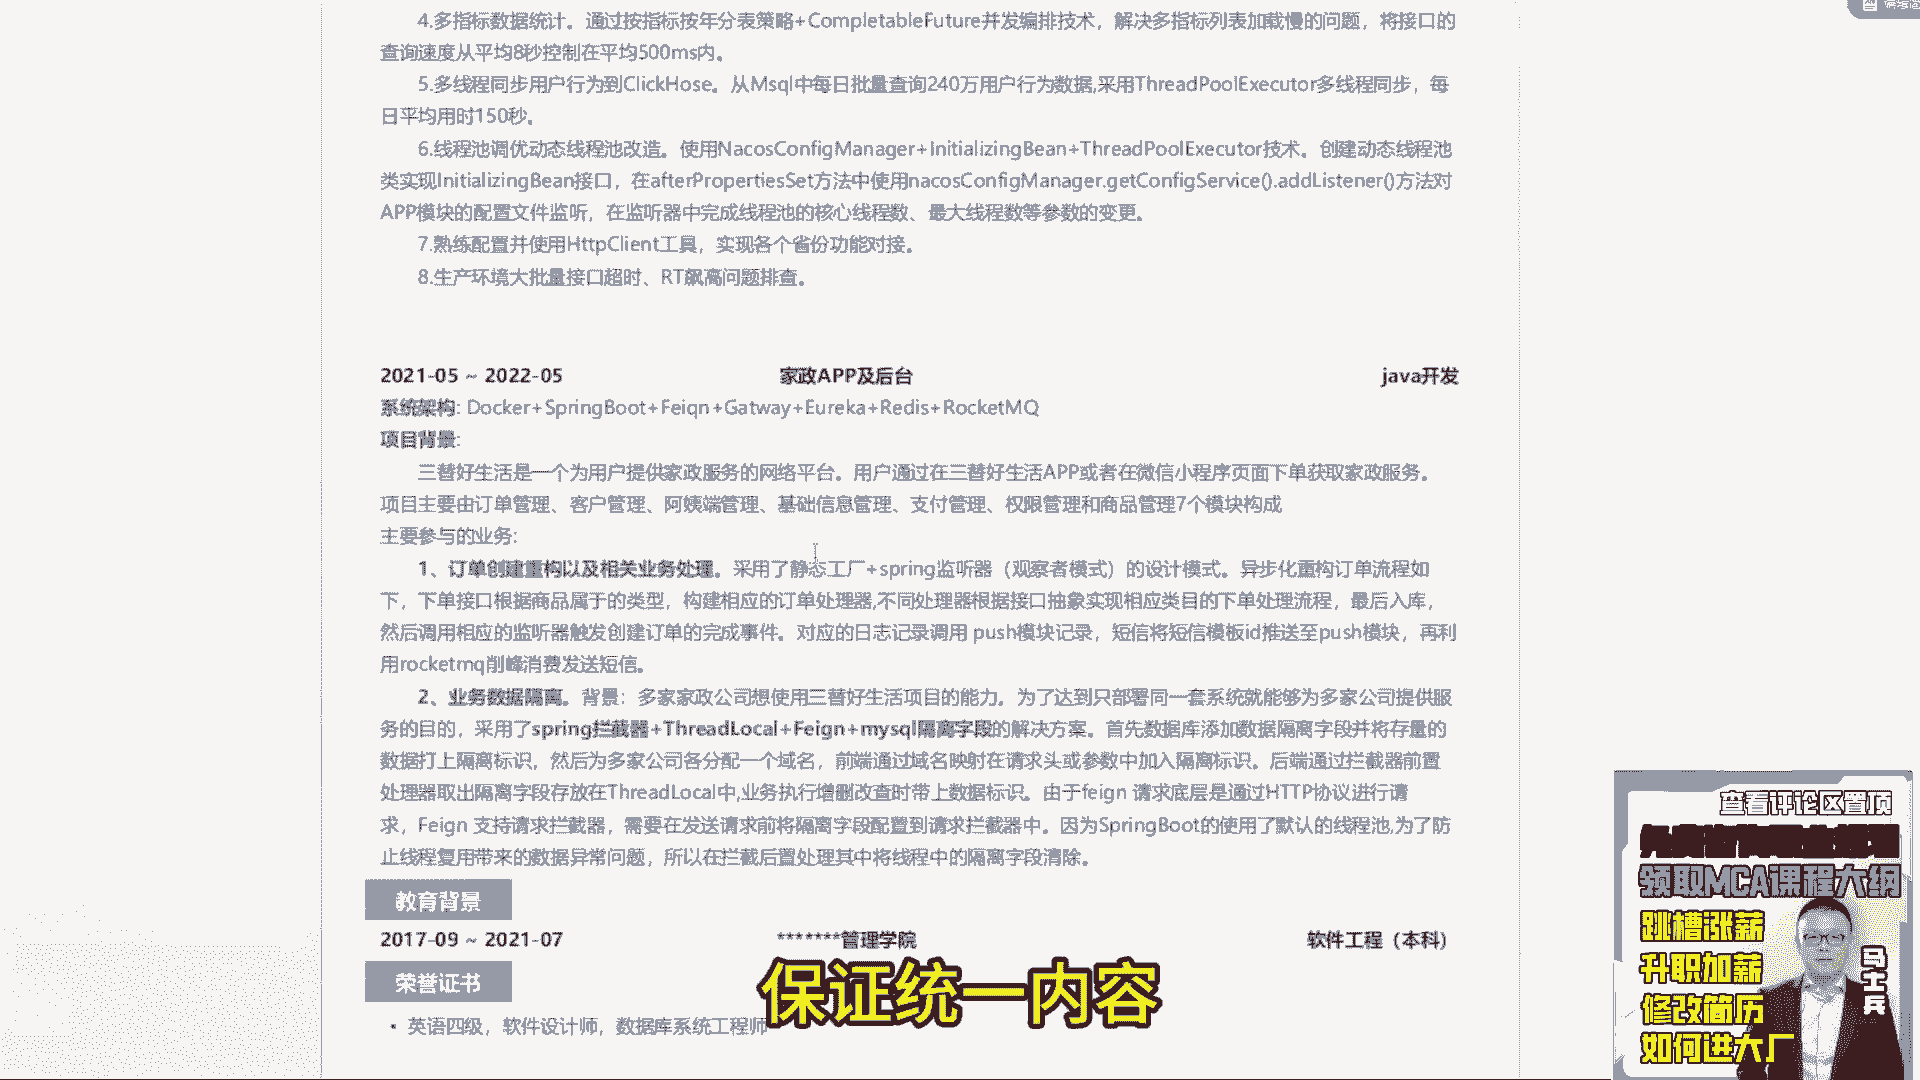 4.多指标数据统计。通过按指标按年分表策略+CompletableFuture并发编排技术，解决多指标列表加载慢的问题，将接口的
查询速度从平均8秒控制在平均500ms内。
5.多线程同步用户行为到ClickHose。从Msql中每日批量查询240万用户行为数据,采用ThreadPoolExecutor多线程同步，每
日平均用时150秒。
6.线程池调优动态线程池改造。使用NacosConfigManager+InitializingBean+ThreadPoolExecutor技术。创建动态线程池
类实现InitializingBean接口，在afterPropertiesSet方法中使用nacosConfigManager.getConfigService().addListener()方法对
APP模块的配置文件监听，在监听器中完成线程池的核心线程数、最大线程数等参数的变更。
7.熟练配置并使用HttpClient工具，实现各个省份功能对接。
8.生产环境大批量接口超时、RT飙高问题排查。
2021-05 ~ 2022-05 家政APP及后台 java开发
系统架构: Docker+SpringBoot+Feiqn+Gatway+Eureka+Redis+RocketMQ
项目背景:
三替好生活是一个为用户提供家政服务的网络平台。用户通过在三替好生活APP或者在微信小程序页面下单获取家政服务。
项目主要由订单管理、客户管理、阿姨端管理、基础信息管理、支付管理、权限管理和商品管理7个模块构成
主要参与的业务:
1、订单创建重构以及相关业务处理。采用了静态工厂+spring监听器（观察者模式）的设计模式。异步化重构订单流程如
下，下单接口根据商品属于的类型，构建相应的订单处理器,不同处理器根据接口抽象实现相应类目的下单处理流程，最后入库，
然后调用相应的监听器触发创建订单的完成事件。对应的日志记录调用 push模块记录，短信将短信模板id推送至push模块，再利
用rocketmq削峰消费发送短信。
2、业务数据隔离。背景：多家家政公司想使用三替好生活项目的能力。为了达到只部署同一套系统就能够为多家公司提供服
务的目的，采用了spring拦截器+ThreadLocal+Feign+mysql隔离字段的解决方案。首先数据库添加数据隔离字段并将存量的
数据打上隔离标识，然后为多家公司各分配一个域名，前端通过域名映射在请求头或参数中加入隔离标识。后端通过拦截器前置
处理器取出隔离字段存放在ThreadLocal中,业务执行增删改查时带上数据标识。由于feign 请求底层是通过HTTP协议进行请
求，Feign 支持请求拦截器，需要在发送请求前将隔离字段配置到请求拦截器中。因为SpringBoot的使用了默认的线程池,为了防
止线程复用带来的数据异常问题，所以在拦截后置处理其中将线程中的隔离字段清除。
教育背景
2017-09 ~ 2021-07 *******管理学院 软件工程（本科）
荣誉证书
• 英语四级，软件设计师，数据库系统工程师
保证统一内容
查看评论区置顶
领取MCA课程大纲
跳槽涨薪
升职加薪
修改简历
如何进大厂
马士兵